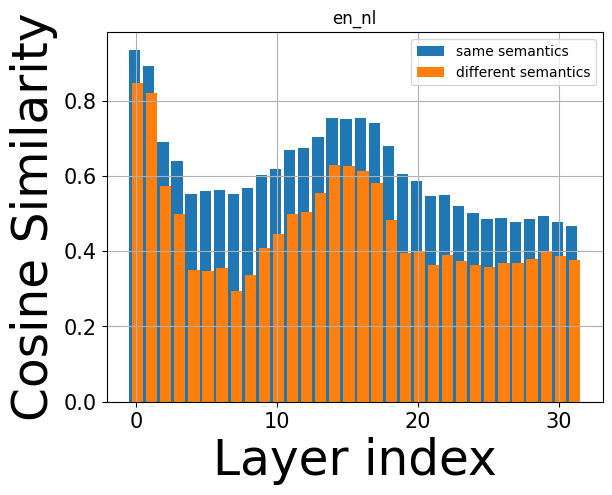 en_nl
same semantics
different semantics
Cosine Similarity
0.8
0.6
0.4
0.2
0.0
0 10 20 30
Layer index